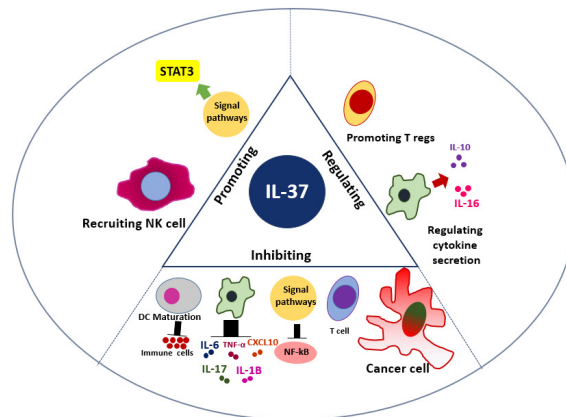 STAT3
Signal
pathways
Recruiting NK cell
Promoting
IL-37
Regulating
Promoting T regs
IL-10
IL-16
Regulating
cytokine
secretion
Inhibiting
DC Maturation
Immune cells
IL-6
TNF-α
CXCL10
IL-17
IL-1B
Signal
pathways
NF-kB
T cell
Cancer cell